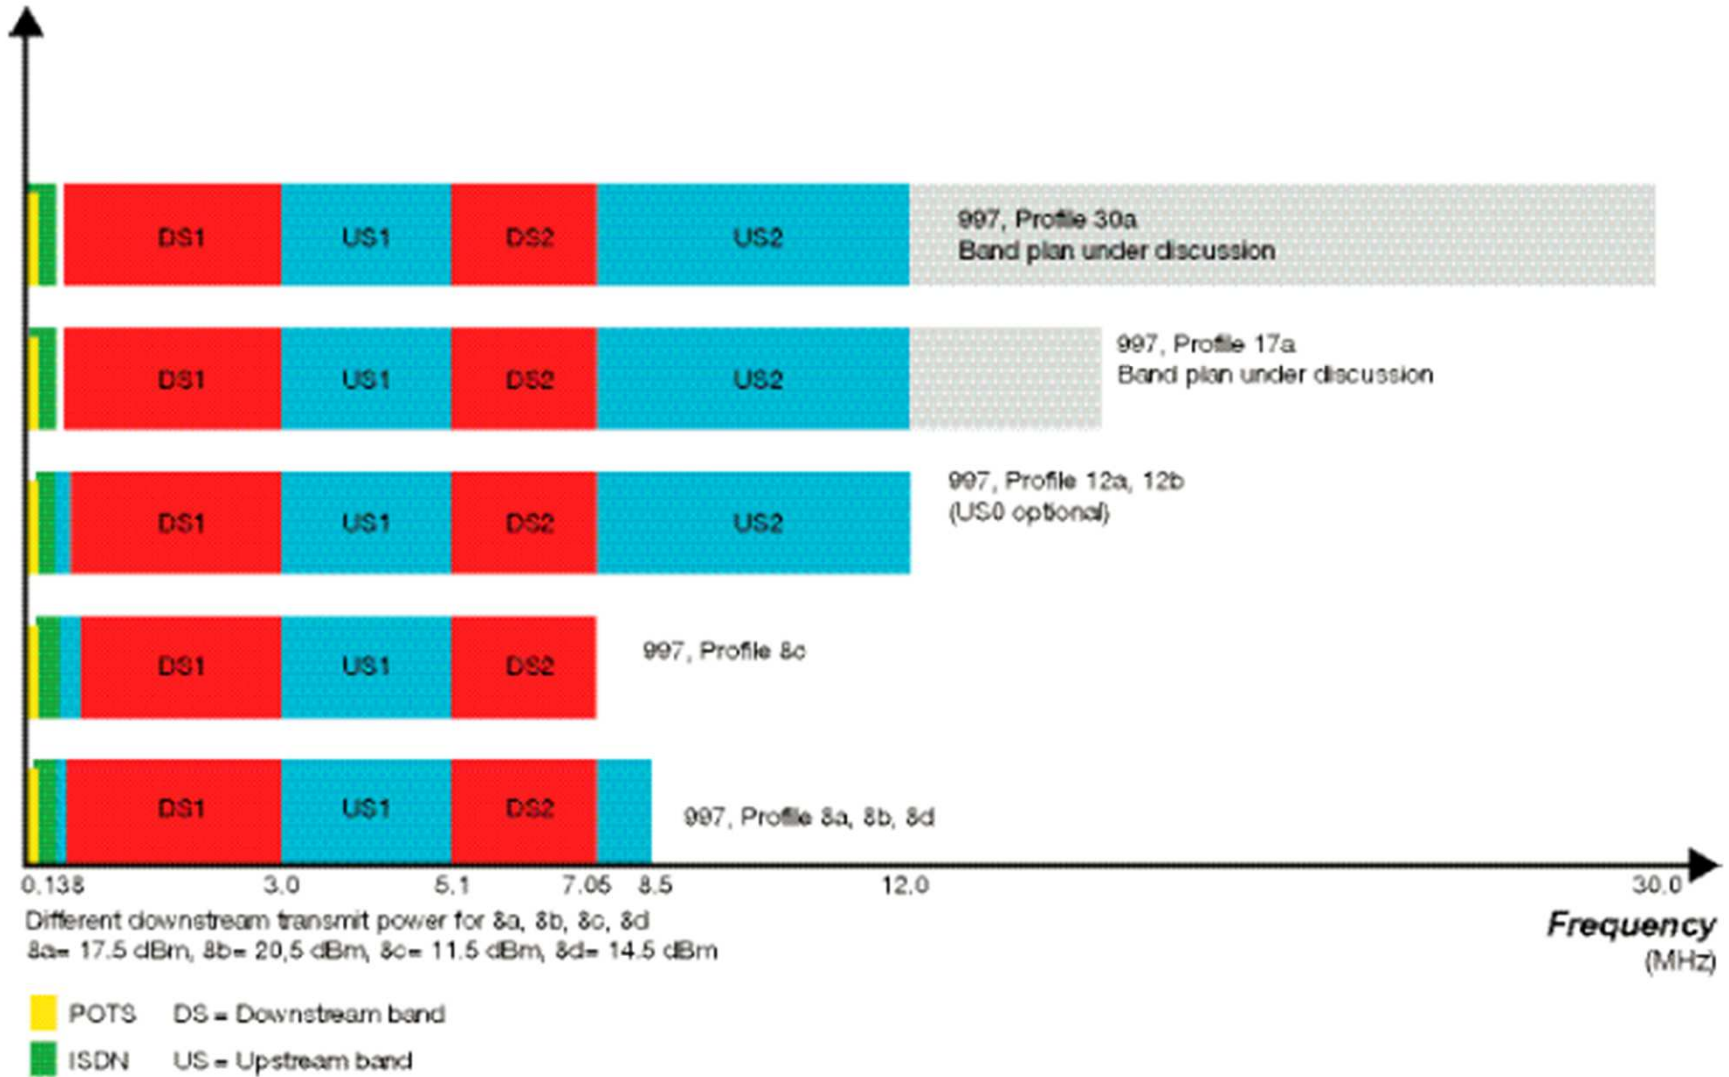 DS1 US1 DS2 US2
997, Profile 30a
Band plan under discussion
DS1 US1 DS2 US2
997, Profile 17a
Band plan under discussion
DS1 US1 DS2 US2
997, Profile 12a, 12b
(US0 optional)
DS1 US1 DS2
997, Profile 8c
DS1 US1 DS2
997, Profile 8a, 8b, 8d
0.138 3.0 5.1 7.05 8.5 12.0 30.0
Frequency
(MHz)
Different downstream transmit power for 8a, 8b, 8c, 8d
8a= 17.5 dBm, 8b= 20,5 dBm, 8c= 11.5 dBm, 8d= 14.5 dBm
POTS DS = Downstream band
ISDN US = Upstream band